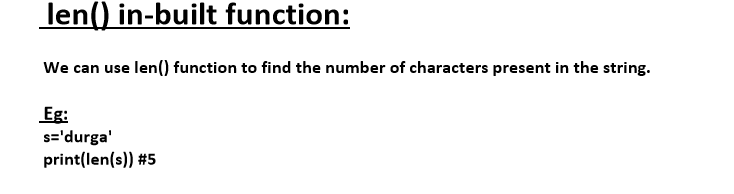 len() in-built function:
We can use len() function to find the number of characters present in the string.
Eg:
s='durga'
print(len(s)) #5